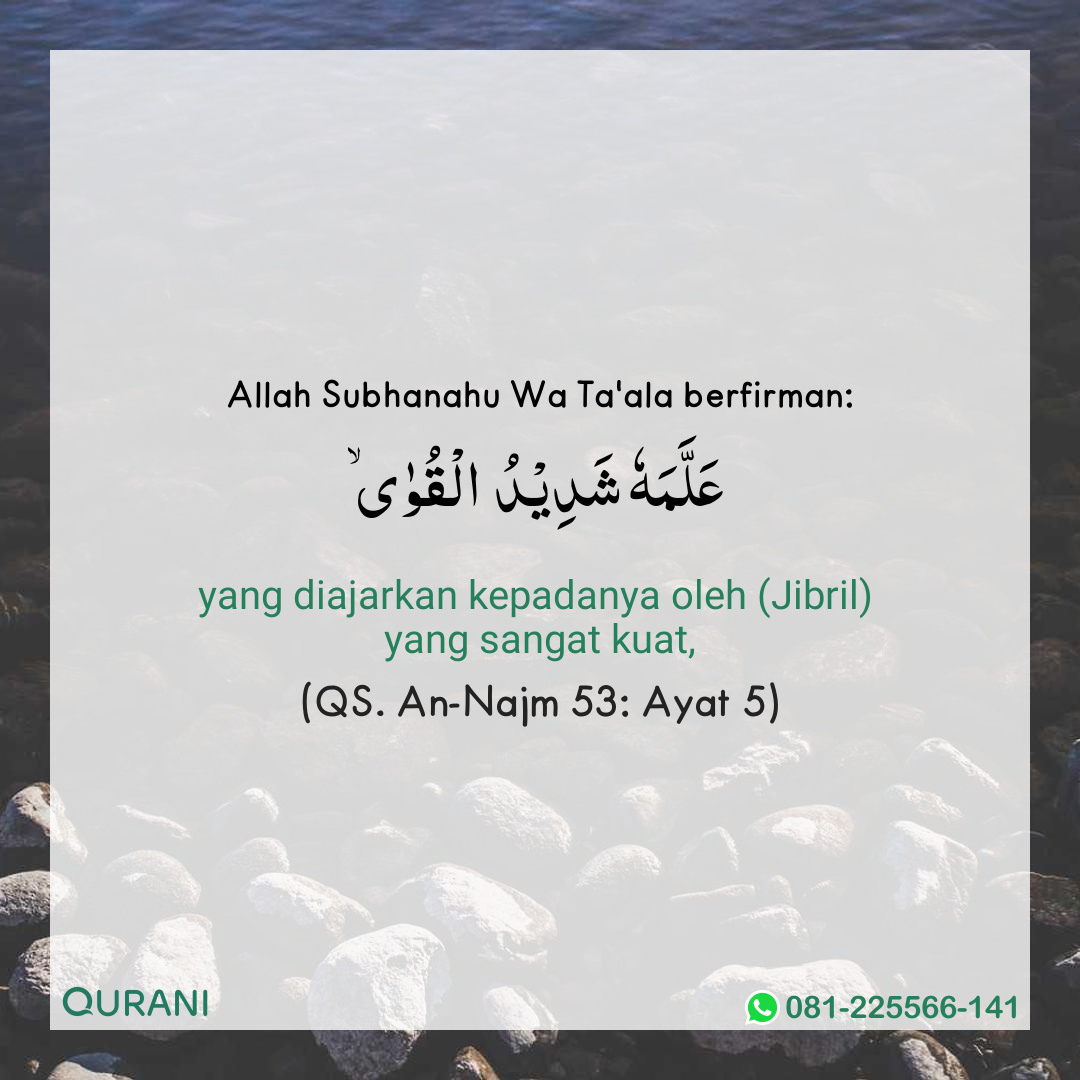 Allah Subhanahu Wa Ta'ala berfirman:
عَلَّمَهٗ شَدِيْدُ الْقُوٰىۙ
yang diajarkan kepadanya oleh (Jibril)
yang sangat kuat,
(QS. An-Najm 53: Ayat 5)
QURANI
081-225566-141